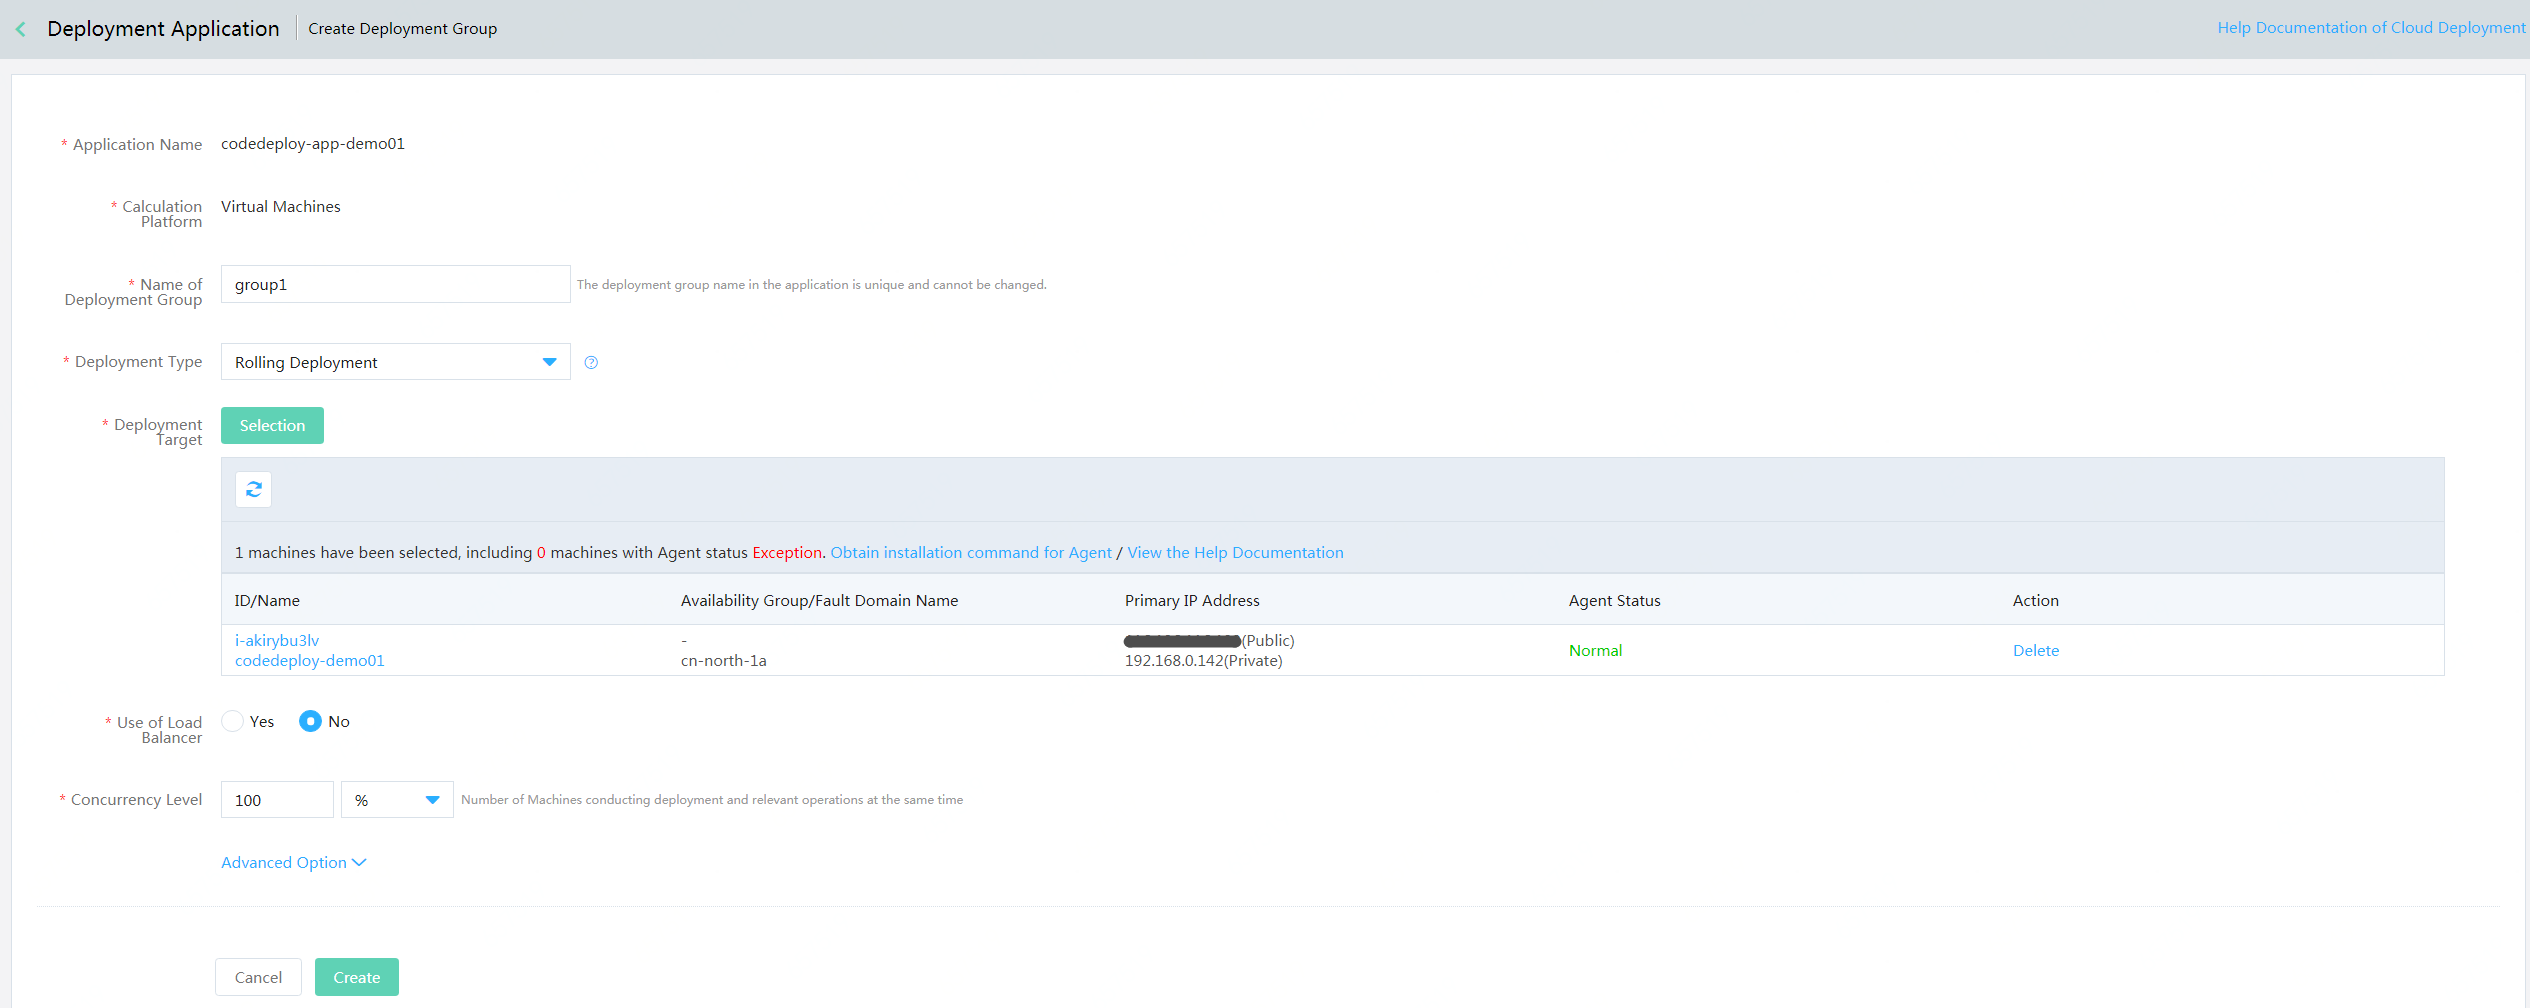 Deployment Application
Create Deployment Group
Help Documentation of Cloud Deployment
* Application Name
codedeploy-app-demo01
* Calculation
Platform
Virtual Machines
* Name of
Deployment Group
group1
The deployment group name in the application is unique and cannot be changed.
* Deployment Type
Rolling Deployment
?
* Deployment
Target
Selection
1 machines have been selected, including 0 machines with Agent status Exception. Obtain installation command for Agent / View the Help Documentation
ID/Name
Availability Group/Fault Domain Name
Primary IP Address
Agent Status
Action
i-akirybu3lv
codedeploy-demo01
-
cn-north-1a
(Public)
192.168.0.142(Private)
Normal
Delete
* Use of Load
Balancer
Yes
No
* Concurrency Level
100
%
Number of Machines conducting deployment and relevant operations at the same time
Advanced Option
Cancel
Create